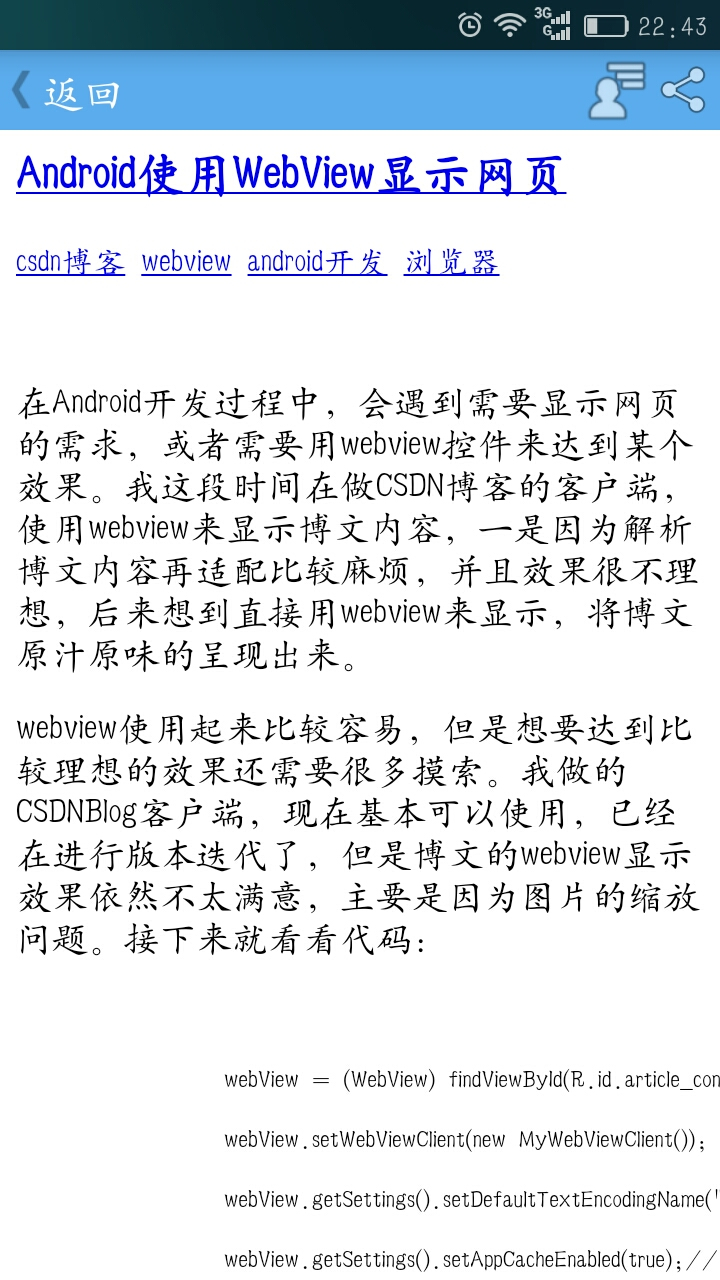 3G
G
22:43
返回
Android使用WebView显示网页
csdn博客 webview android开发 浏览器
在Android开发过程中，会遇到需要显示网页
的需求，或者需要用webview控件来达到某个
效果。我这段时间在做CSDN博客的客户端，
使用webview来显示博文内容，一是因为解析
博文内容再适配比较麻烦，并且效果很不理
想，后来想到直接用webview来显示，将博文
原汁原味的呈现出来。
webview使用起来比较容易，但是想要达到比
较理想的效果还需要很多摸索。我做的
CSDNBlog客户端，现在基本可以使用，已经
在进行版本迭代了，但是博文的webview显示
效果依然不太满意，主要是因为图片的缩放
问题。接下来就看看代码：
webView = (WebView) findViewById(R.id.article_con
webView.setWebViewClient(new MyWebViewClient());
webView.getSettings().setDefaultTextEncodingName("
webView.getSettings().setAppCacheEnabled(true);//